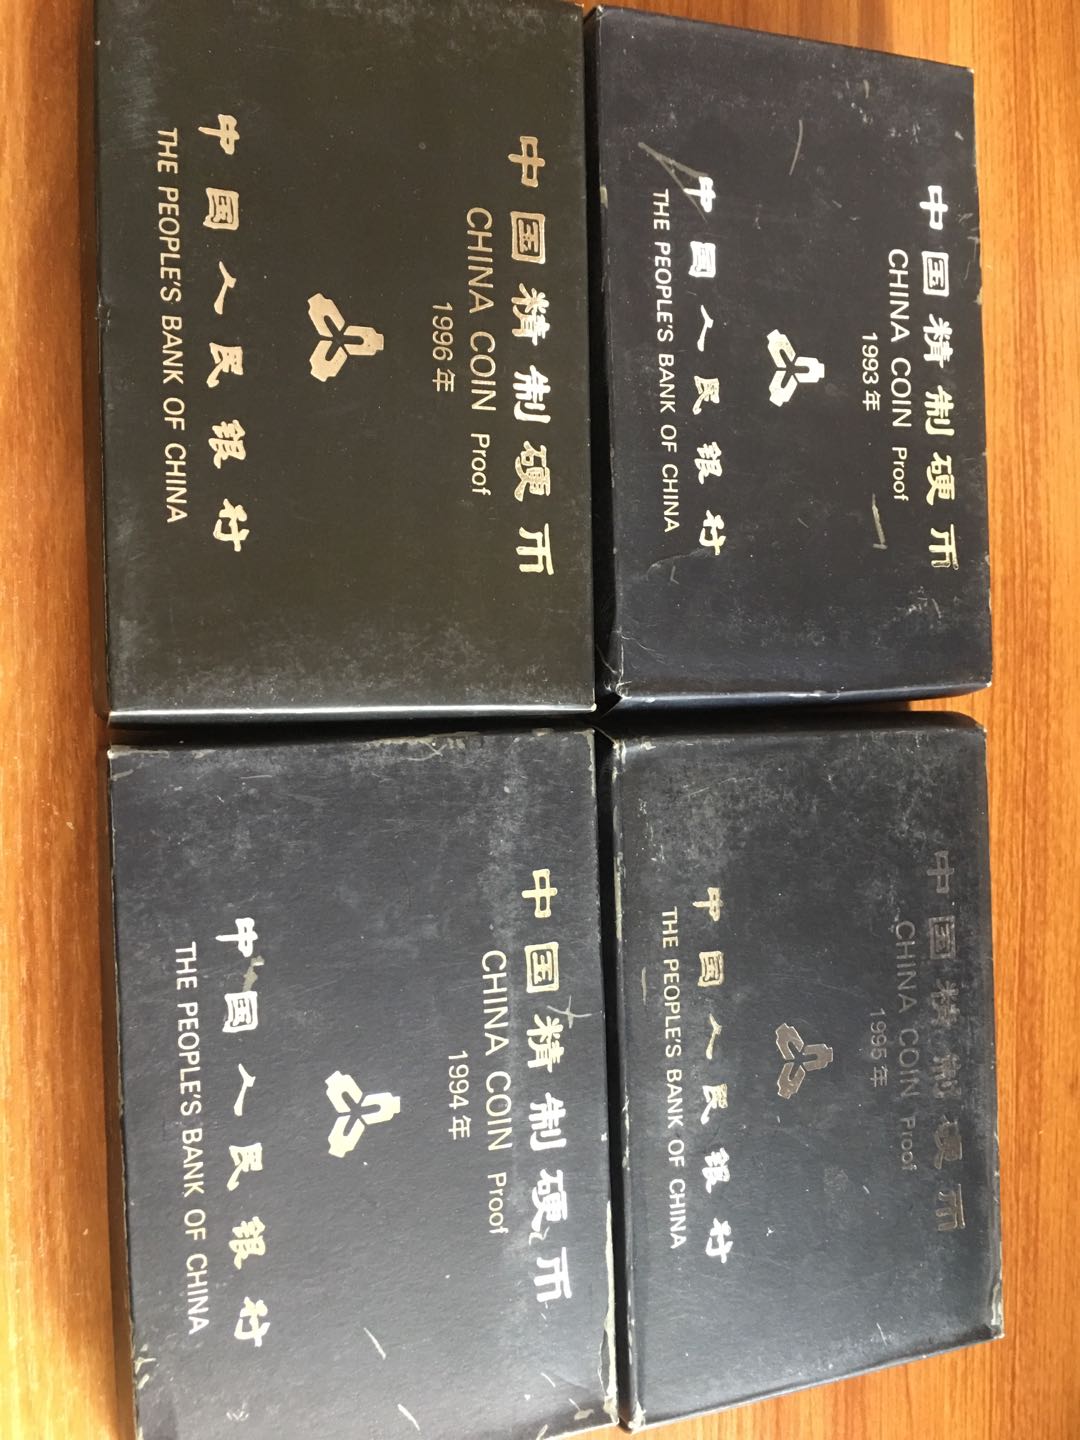 中国精制硬币
CHINA COIN Proof
1993年
中国人民银行
THE PEOPLE'S BANK OF CHINA
中国精制硬币
CHINA COIN Proof
1995年
中国人民银行
THE PEOPLE'S BANK OF CHINA
中国精制硬币
CHINA COIN Proof
1996年
中国人民银行
THE PEOPLE'S BANK OF CHINA
中国精制硬币
CHINA COIN Proof
1994年
中国人民银行
THE PEOPLE'S BANK OF CHINA